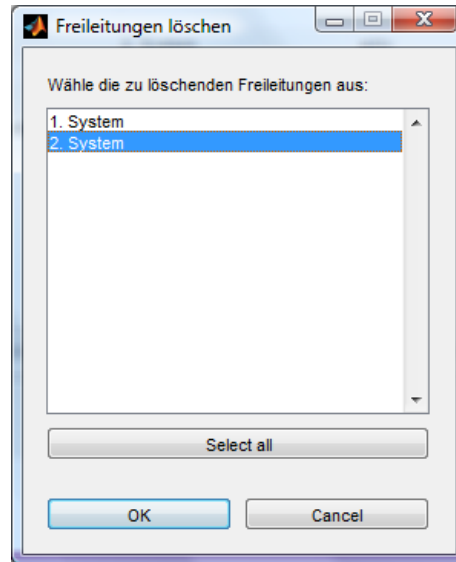 Freileitungen löschen
Wähle die zu löschenden Freileitungen aus:
1. System
2. System
Select all
OK
Cancel